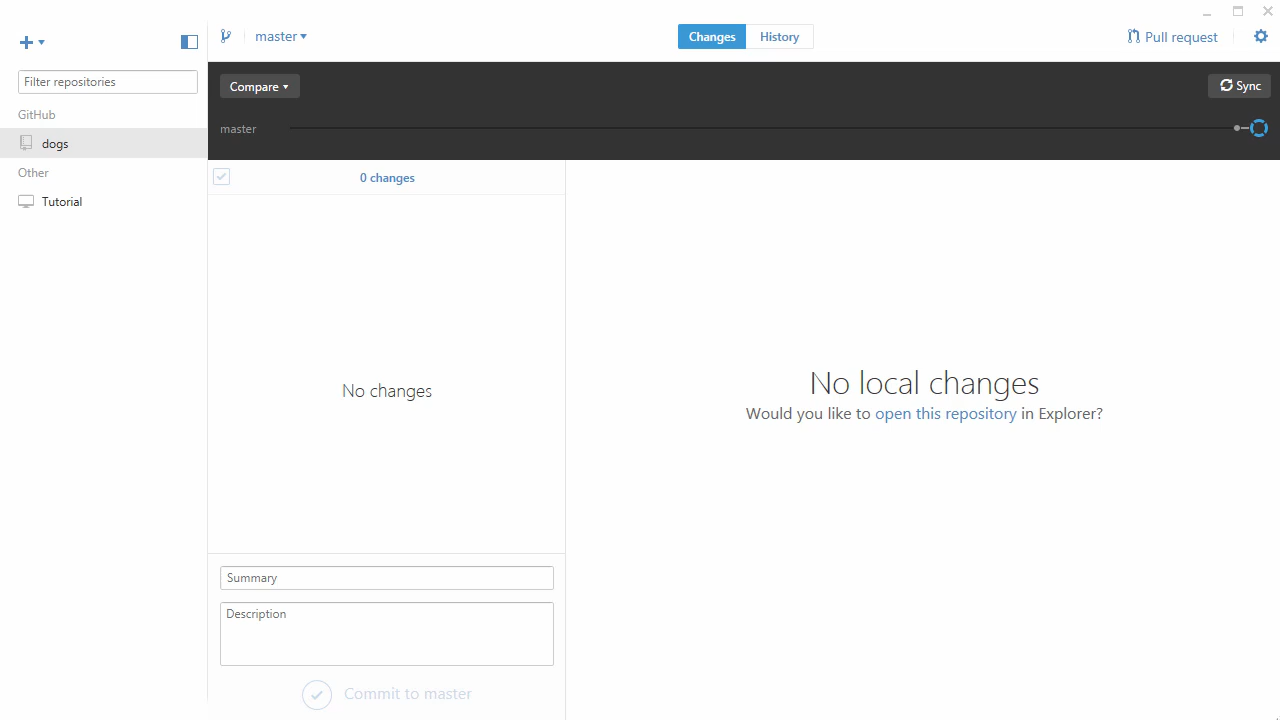 master
Changes
History
Pull request
Filter repositories
GitHub
dogs
Other
Tutorial
Compare
Sync
master
0 changes
No changes
No local changes
Would you like to open this repository in Explorer?
Summary
Description
Commit to master